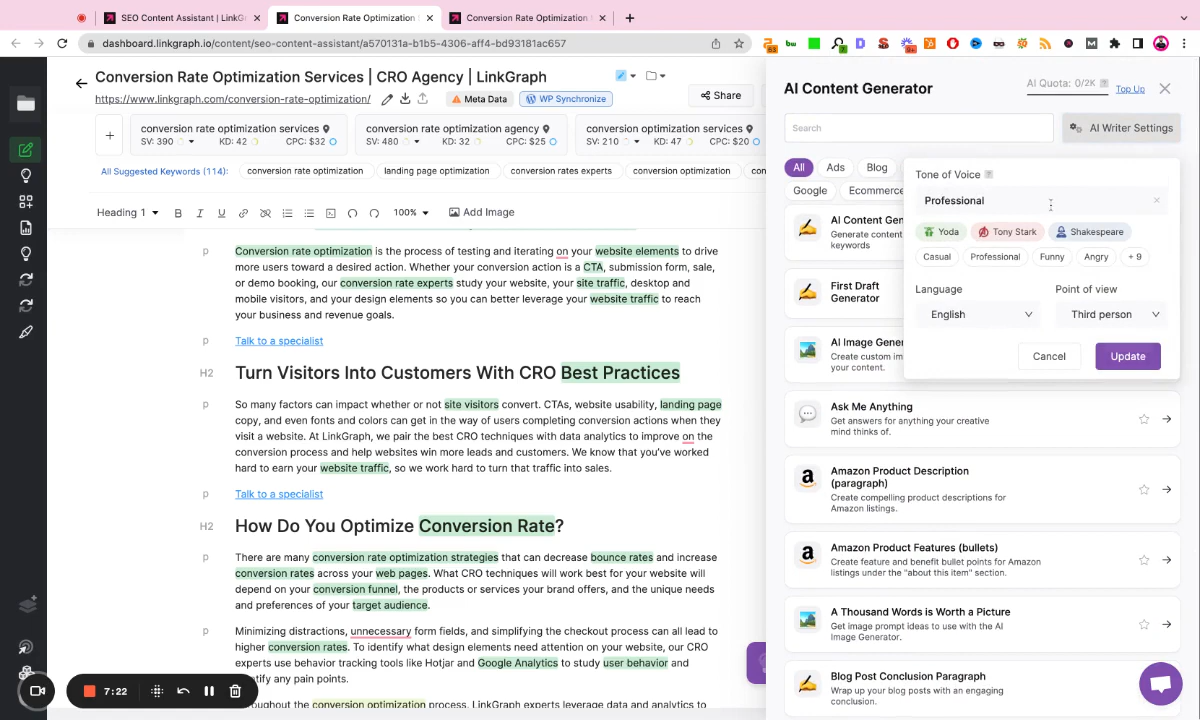 SEO Content Assistant | LinkG
Conversion Rate Optimization
Conversion Rate Optimization
dashboard.linkgraph.io/content/seo-content-assistant/a570131a-b1b5-4306-aff4-bd93181ac657
Conversion Rate Optimization Services | CRO Agency | LinkGraph
https://www.linkgraph.com/conversion-rate-optimization/
Meta Data
WP Synchronize
Share
conversion rate optimization services
SV: 390
KD: 42
CPC: $32
conversion rate optimization agency
SV: 480
KD: 32
CPC: $25
conversion optimization services
SV: 210
KD: 47
CPC: $20
All Suggested Keywords (114):
conversion rate optimization
landing page optimization
conversion rates experts
conversion optimization
con
Heading 1
B
I
U
100%
Add Image
p
Conversion rate optimization is the process of testing and iterating on your website elements to drive
more users toward a desired action. Whether your conversion action is a CTA, submission form, sale,
or demo booking, our conversion rate experts study your website, your site traffic, desktop and
mobile visitors, and your design elements so you can better leverage your website traffic to reach
your business and revenue goals.
p
Talk to a specialist
H2
Turn Visitors Into Customers With CRO Best Practices
p
So many factors can impact whether or not site visitors convert. CTAs, website usability, landing page
copy, and even fonts and colors can get in the way of users completing conversion actions when they
visit a website. At LinkGraph, we pair the best CRO techniques with data analytics to improve on the
conversion process and help websites win more leads and customers. We know that you've worked
hard to earn your website traffic, so we work hard to turn that traffic into sales.
p
Talk to a specialist
H2
How Do You Optimize Conversion Rate?
p
There are many conversion rate optimization strategies that can decrease bounce rates and increase
conversion rates across your web pages. What CRO techniques will work best for your website will
depend on your conversion funnel, the products or services your brand offers, and the unique needs
and preferences of your target audience.
p
Minimizing distractions, unnecessary form fields, and simplifying the checkout process can all lead to
higher conversion rates. To identify what design elements need attention on your website, our CRO
experts use behavior tracking tools like Hotjar and Google Analytics to study user behavior and
ntify any pain points.
roughout the conversion optimization process, LinkGraph experts leverage data and analytics to
7:22
AI Content Generator
AI Quota: 0/2K
Top Up
Search
AI Writer Settings
All
Ads
Blog
Google
Ecommerce
Tone of Voice
Professional
Yoda
Tony Stark
Shakespeare
Casual
Professional
Funny
Angry
+ 9
Language
Point of view
English
Third person
Cancel
Update
AI Content Gen
Generate content
keywords
First Draft
Generator
AI Image Gene
Create custom im
your content.
Ask Me Anything
Get answers for anything your creative
mind thinks of.
Amazon Product Description
(paragraph)
Create compelling product descriptions for
Amazon listings.
Amazon Product Features (bullets)
Create feature and benefit bullet points for Amazon
listings under the "about this item" section.
A Thousand Words is Worth a Picture
Get image prompt ideas to use with the AI
Image Generator.
Blog Post Conclusion Paragraph
Wrap up your blog posts with an engaging
conclusion.